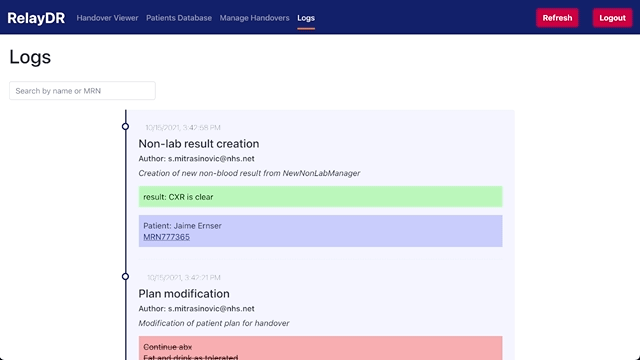 RelayDR Handover Viewer Patients Database Manage Handovers Logs Refresh Logout
Logs
Search by name or MRN
10/15/2021, 3:42:58 PM
Non-lab result creation
Author: s.mitrasinovic@nhs.net
Creation of new non-blood result from NewNonLabManager
result: CXR is clear
Patient: Jaime Ernser
MRN777365
10/15/2021, 3:42:21 PM
Plan modification
Author: s.mitrasinovic@nhs.net
Modification of patient plan for handover
Continue abx
Eat and drink as tolerated